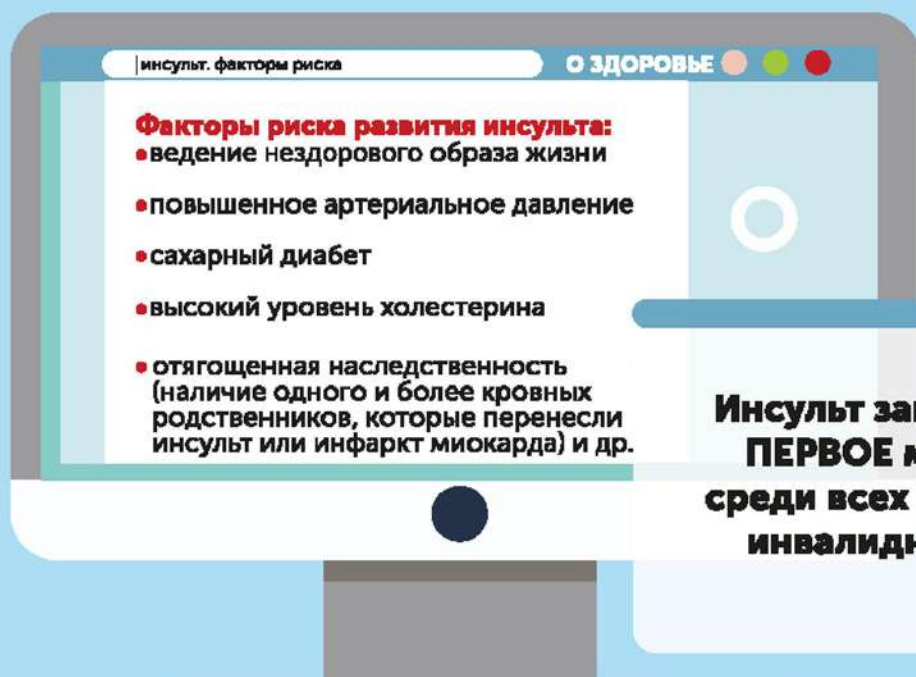 инсульт. факторы риска
О ЗДОРОВЬЕ
Факторы риска развития инсульта:
•ведение нездорового образа жизни
•повышенное артериальное давление
•сахарный диабет
•высокий уровень холестерина
•отягощенная наследственность
(наличие одного и более кровных
родственников, которые перенесли
инсульт или инфаркт миокарда) и др.
Инсульт
ПЕРВОЕ
среди всех